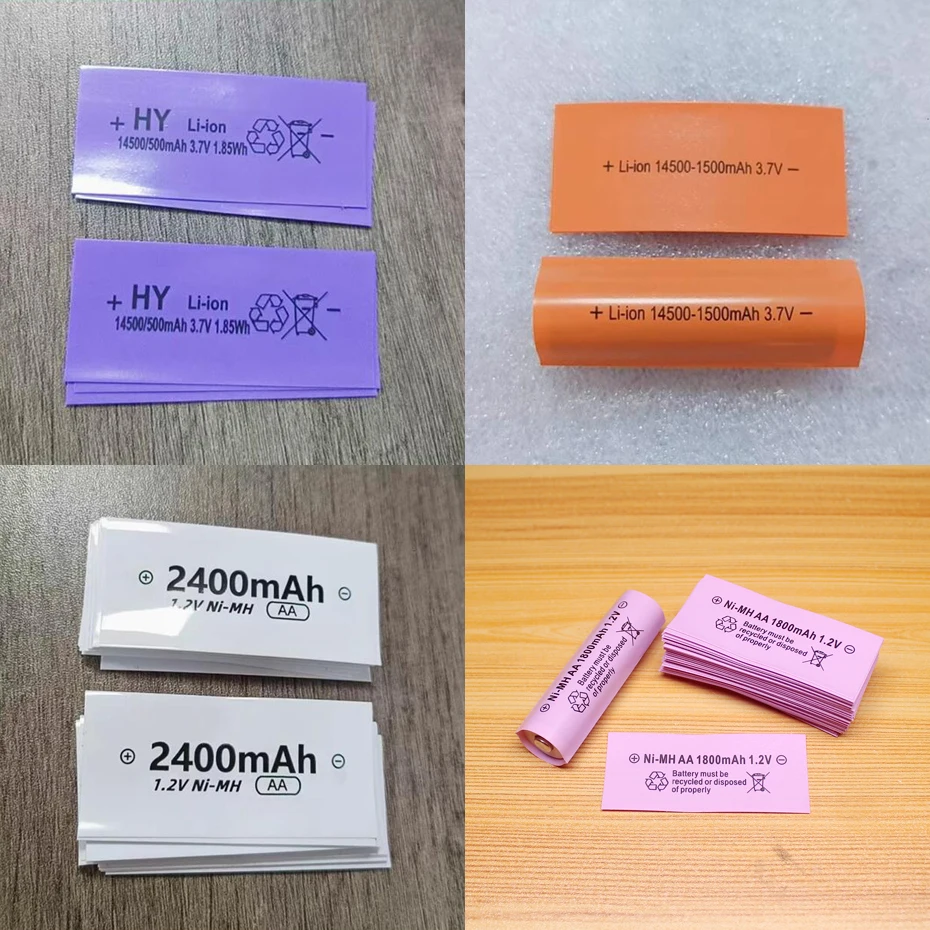 + HY Li-ion −
14500/500mAh 3.7V 1.85Wh
+ HY Li-ion −
14500/500mAh 3.7V 1.85Wh
+ Li-ion 14500-1500mAh 3.7V −
+ Li-ion 14500-1500mAh 3.7V −
⊕ 2400mAh ⊖
1.2V Ni-MH AA
⊕ 2400mAh ⊖
1.2V Ni-MH AA
⊕ Ni-MH AA 1800mAh 1.2V ⊖
Battery must be
recycled or disposed
of properly
⊕ Ni-MH AA 1800mAh 1.2V ⊖
Battery must be
recycled or disposed
of properly
⊕ Ni-MH AA 1800mAh 1.2V ⊖
Battery must be
recycled or disposed
of properly